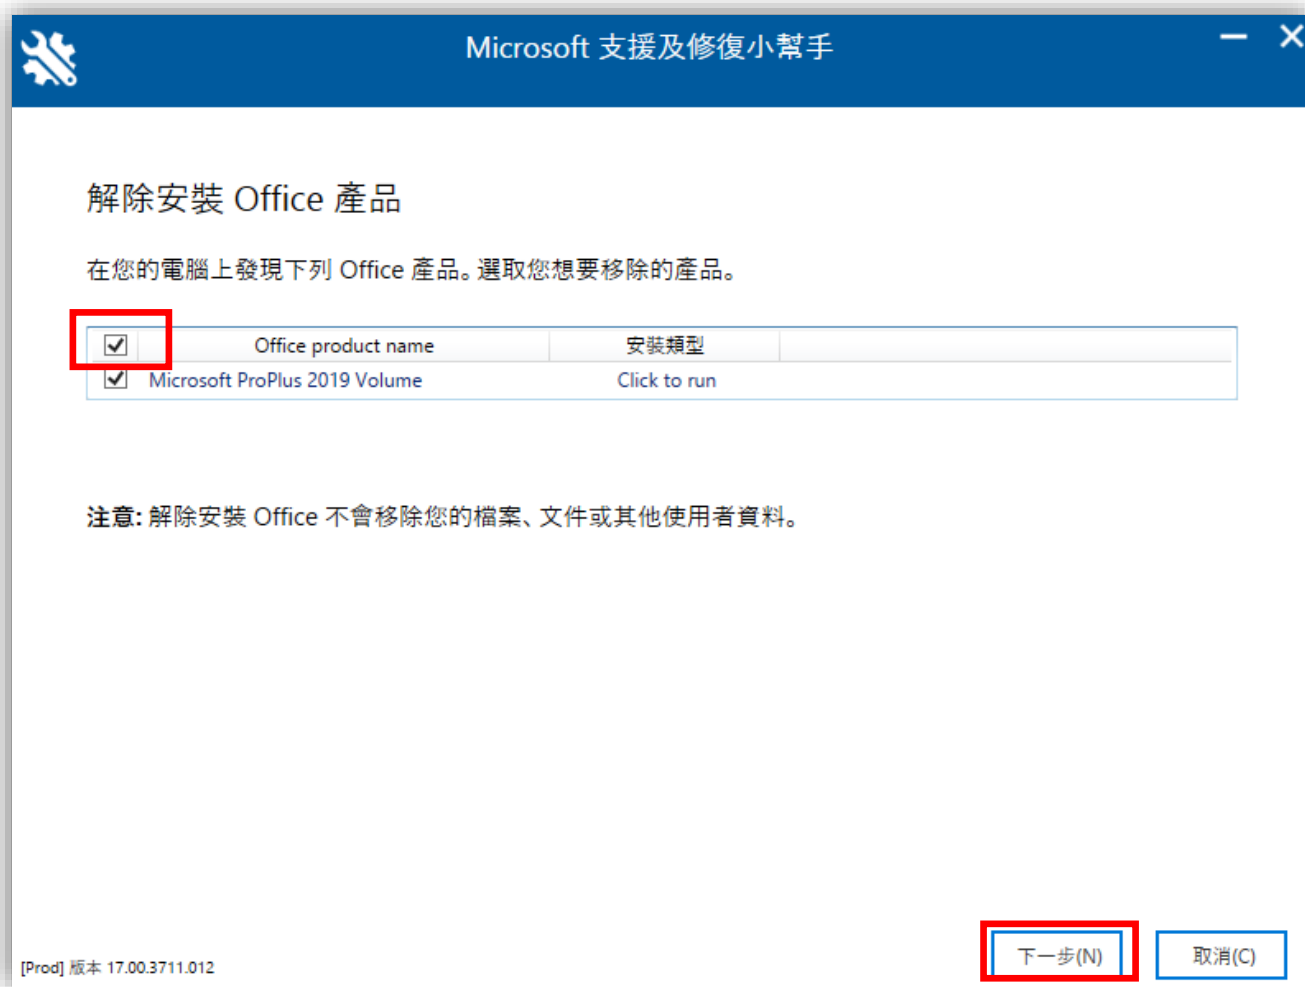 Microsoft 支援及修復小幫手
解除安裝 Office 產品
在您的電腦上發現下列 Office 產品。選取您想要移除的產品。
Office product name 安裝類型
Microsoft ProPlus 2019 Volume Click to run
注意: 解除安裝 Office 不會移除您的檔案、文件或其他使用者資料。
[Prod] 版本 17.00.3711.012 下一步(N) 取消(C)